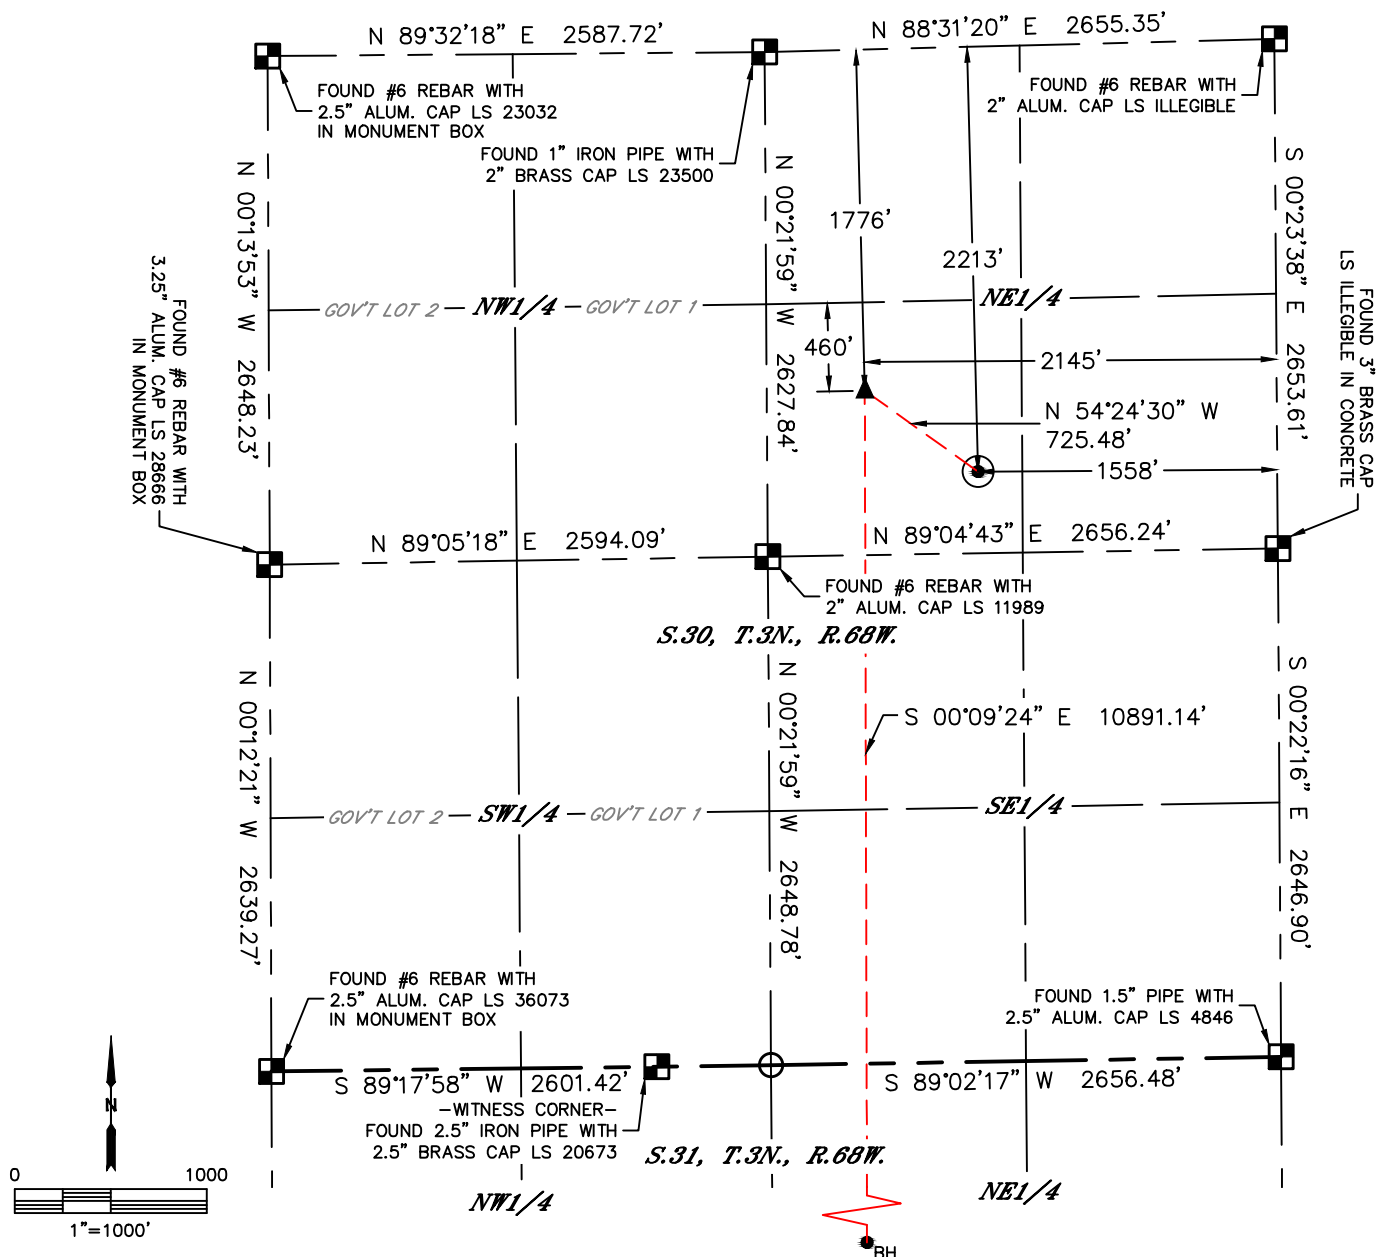 N 89°32'18" E 2587.72'
N 88°31'20" E 2655.35'
FOUND #6 REBAR WITH
2.5" ALUM. CAP LS 23032
IN MONUMENT BOX
FOUND #6 REBAR WITH
2" ALUM. CAP LS ILLEGIBLE
FOUND 1" IRON PIPE WITH
2" BRASS CAP LS 23500
N 00°13'53" W 2648.23'
N 00°21'59" W 2627.84'
S 00°23'38" E 2653.61'
1776'
2213'
FOUND 3" BRASS CAP
LS ILLEGIBLE IN CONCRETE
FOUND #6 REBAR WITH
3.25" ALUM. CAP LS 28666
IN MONUMENT BOX
GOV'T LOT 2
NW1/4
GOV'T LOT 1
NE1/4
460'
2145'
N 54°24'30" W
725.48'
1558'
N 89°05'18" E 2594.09'
N 89°04'43" E 2656.24'
FOUND #6 REBAR WITH
2" ALUM. CAP LS 11989
S.30, T.3N., R.68W.
N 00°12'21" W 2639.27'
N 00°21'59" W 2648.78'
S 00°22'16" E 2646.90'
S 00°09'24" E 10891.14'
GOV'T LOT 2
SW1/4
GOV'T LOT 1
SE1/4
FOUND #6 REBAR WITH
2.5" ALUM. CAP LS 36073
IN MONUMENT BOX
FOUND 1.5" PIPE WITH
2.5" ALUM. CAP LS 4846
S 89°17'58" W 2601.42'
S 89°02'17" W 2656.48'
-WITNESS CORNER-
FOUND 2.5" IRON PIPE WITH
2.5" BRASS CAP LS 20673
S.31, T.3N., R.68W.
N
0 1000
1"=1000'
NW1/4
NE1/4
BH